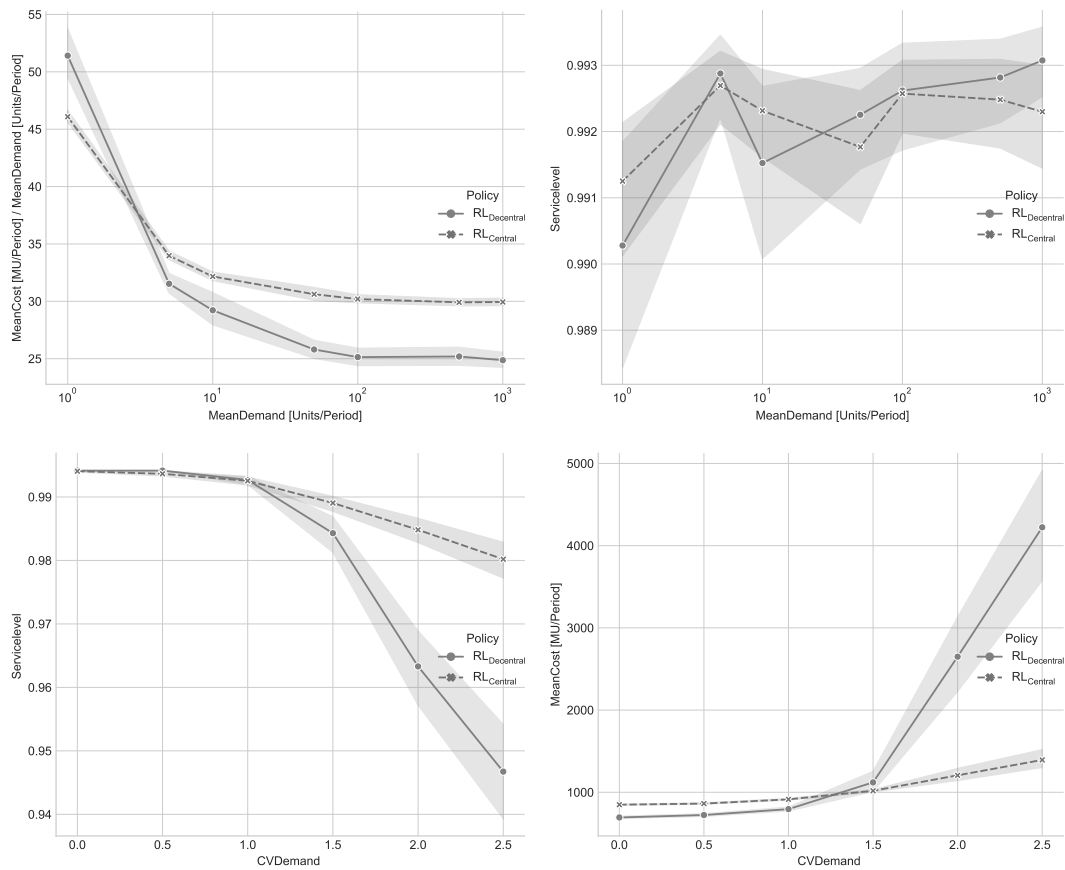 MeanCost [MU/Period] / MeanDemand [Units/Period]
55
50
45
40
35
30
25
10^0
10^1
10^2
10^3
MeanDemand [Units/Period]
Policy
RL_Decentral
RL_Central
Servicelevel
0.993
0.992
0.991
0.990
0.989
10^0
10^1
10^2
10^3
MeanDemand [Units/Period]
Policy
RL_Decentral
RL_Central
Servicelevel
0.99
0.98
0.97
0.96
0.95
0.94
0.0
0.5
1.0
1.5
2.0
2.5
CVDemand
Policy
RL_Decentral
RL_Central
MeanCost [MU/Period]
5000
4000
3000
2000
1000
0.0
0.5
1.0
1.5
2.0
2.5
CVDemand
Policy
RL_Decentral
RL_Central